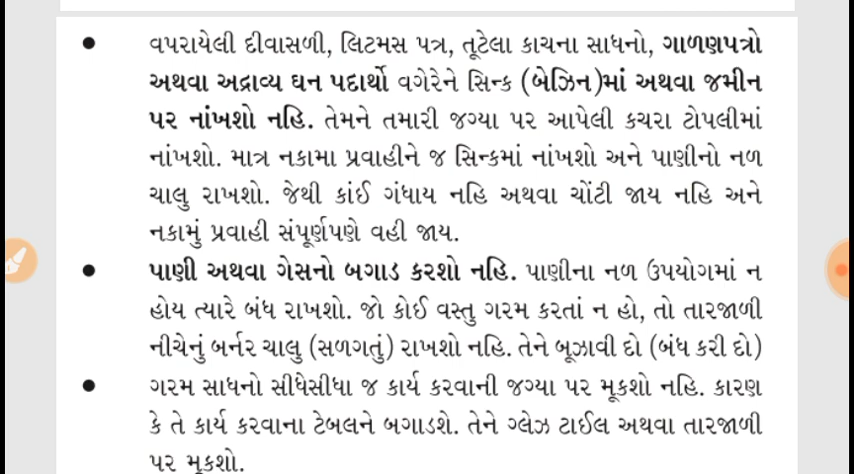 ● વપરાયેલી દીવાસળી, લિટમસ પત્ર, તૂટેલા કાચના સાધનો, ગાળણપત્રો
અથવા અદ્રાવ્ય ઘન પદાર્થો વગેરેને સિન્ક (બેઝિન)માં અથવા જમીન
પર નાંખશો નહિ. તેમને તમારી જગ્યા પર આપેલી કચરા ટોપલીમાં
નાંખશો. માત્ર નકામા પ્રવાહીને જ સિન્કમાં નાંખશો અને પાણીનો નળ
ચાલુ રાખશો. જેથી કાંઈ ગંધાય નહિ અથવા ચોંટી જાય નહિ અને
નકામું પ્રવાહી સંપૂર્ણપણે વહી જાય.
● પાણી અથવા ગેસનો બગાડ કરશો નહિ. પાણીના નળ ઉપયોગમાં ન
હોય ત્યારે બંધ રાખશો. જો કોઈ વસ્તુ ગરમ કરતાં ન હો, તો તારજાળી
નીચેનું બર્નર ચાલુ (સળગતું) રાખશો નહિ. તેને બૂઝાવી દો (બંધ કરી દો)
● ગરમ સાધનો સીધેસીધા જ કાર્ય કરવાની જગ્યા પર મૂકશો નહિ. કારણ
કે તે કાર્ય કરવાના ટેબલને બગાડશે. તેને ગ્લેઝ ટાઈલ અથવા તારજાળી
પર મૂકશો.